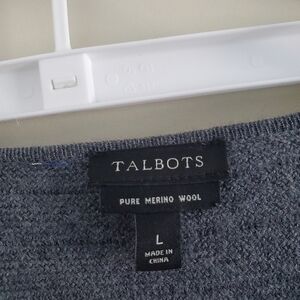 TALBOTS
PURE MERINO WOOL
L
MADE IN
CHINA